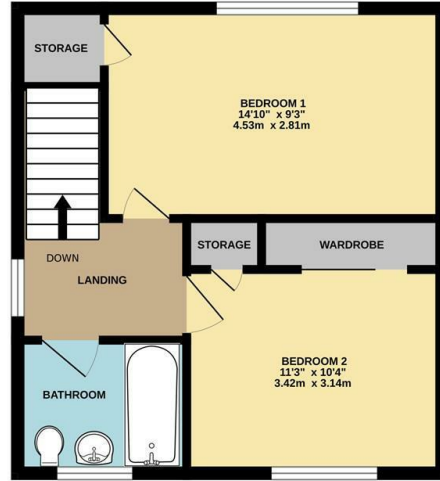 STORAGE
BEDROOM 1
14'10" x 9'3"
4.53m x 2.81m
STORAGE
WARDROBE
DOWN
LANDING
BEDROOM 2
11'3" x 10'4"
3.42m x 3.14m
BATHROOM